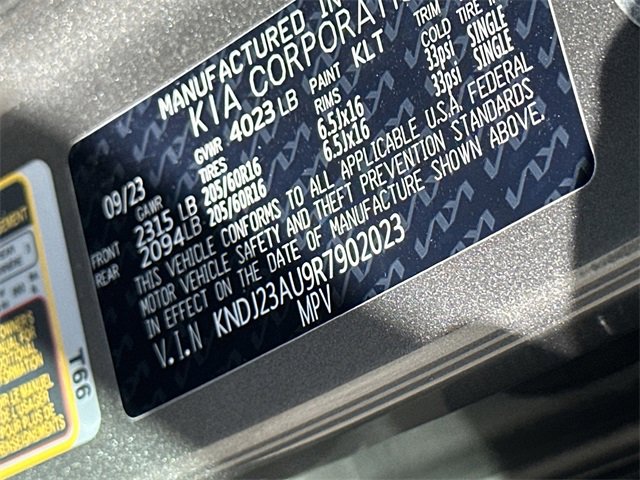 MANUFACTURED IN
KIA CORPORATI
09/23 GVWR 4023 LB PAINT KLT TRIM
GAWR TIRES RIMS COLD TIRE
FRONT 2315 LB 205/60R16 6.5Jx16 33psi SINGLE
REAR 2094LB 205/60R16 6.5Jx16 33psi SINGLE
THIS VEHICLE CONFORMS TO ALL APPLICABLE U.S.A. FEDERAL
MOTOR VEHICLE SAFETY AND THEFT PREVENTION STANDARDS
IN EFFECT ON THE DATE OF MANUFACTURE SHOWN ABOVE.
V.I.N KNDJ23AU9R7902023
MPV
T66